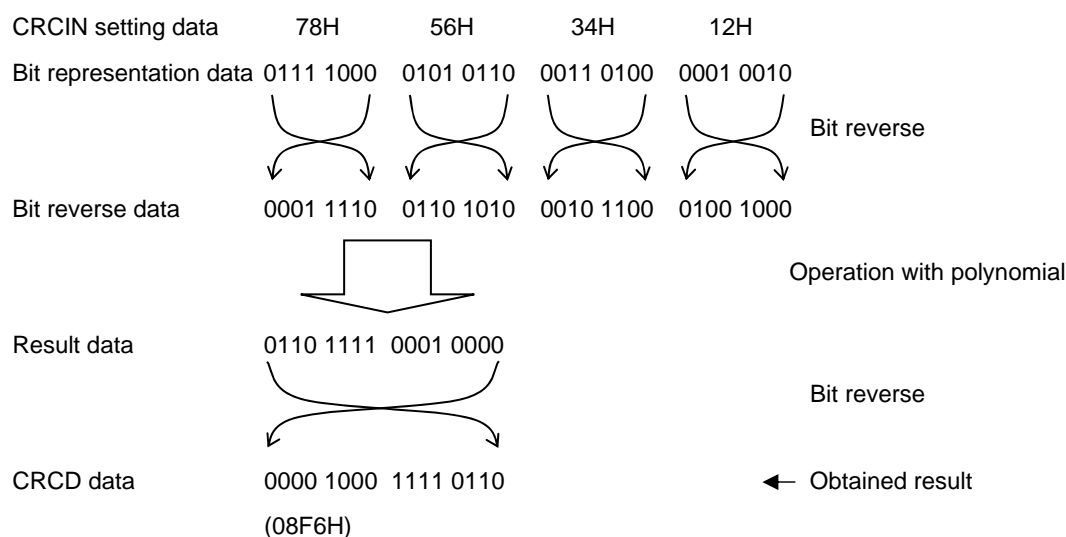 CRCIN setting data 78H 56H 34H 12H
Bit representation data 0111 1000 0101 0110 0011 0100 0001 0010
Bit reverse
Bit reverse data 0001 1110 0110 1010 0010 1100 0100 1000
Operation with polynomial
Result data 0110 1111 0001 0000
Bit reverse
CRCD data 0000 1000 1111 0110 Obtained result
(08F6H)